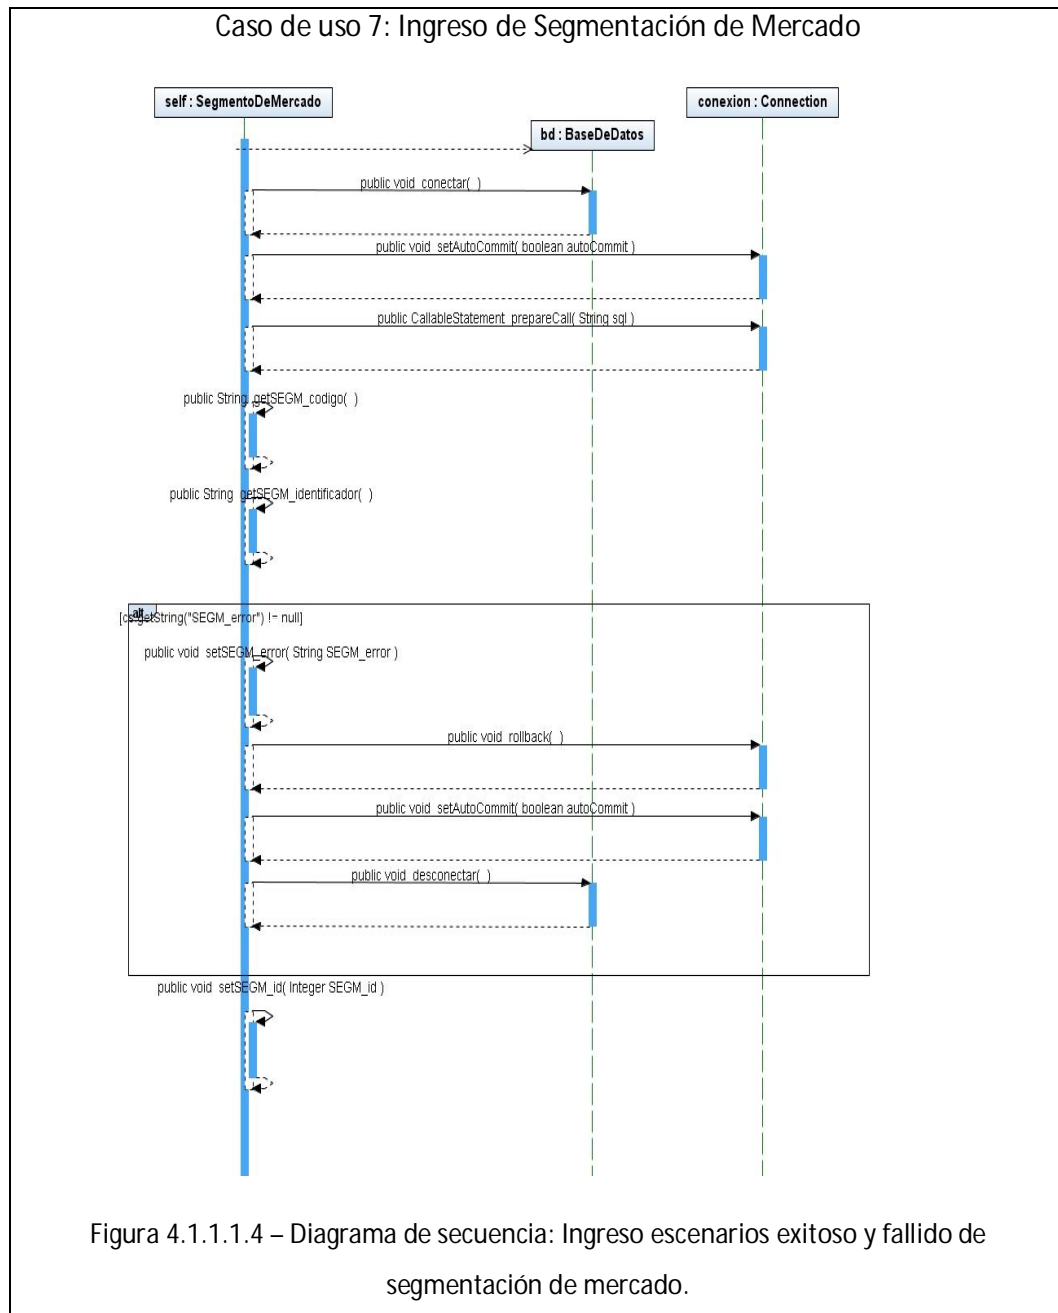 Caso de uso 7: Ingreso de Segmentación de Mercado
self : SegmentoDeMercado
conexion : Connection
bd : BaseDeDatos
public void conectar( )
public void setAutoCommit( boolean autoCommit )
public CallableStatement prepareCall( String sql )
public String getSEGM_codigo( )
public String getSEGM_identificador( )
alt
[cs.getString("SEGM_error") != null]
public void setSEGM_error( String SEGM_error )
public void rollback( )
public void setAutoCommit( boolean autoCommit )
public void desconectar( )
public void setSEGM_id( Integer SEGM_id )
Figura 4.1.1.1.4 – Diagrama de secuencia: Ingreso escenarios exitoso y fallido de
segmentación de mercado.